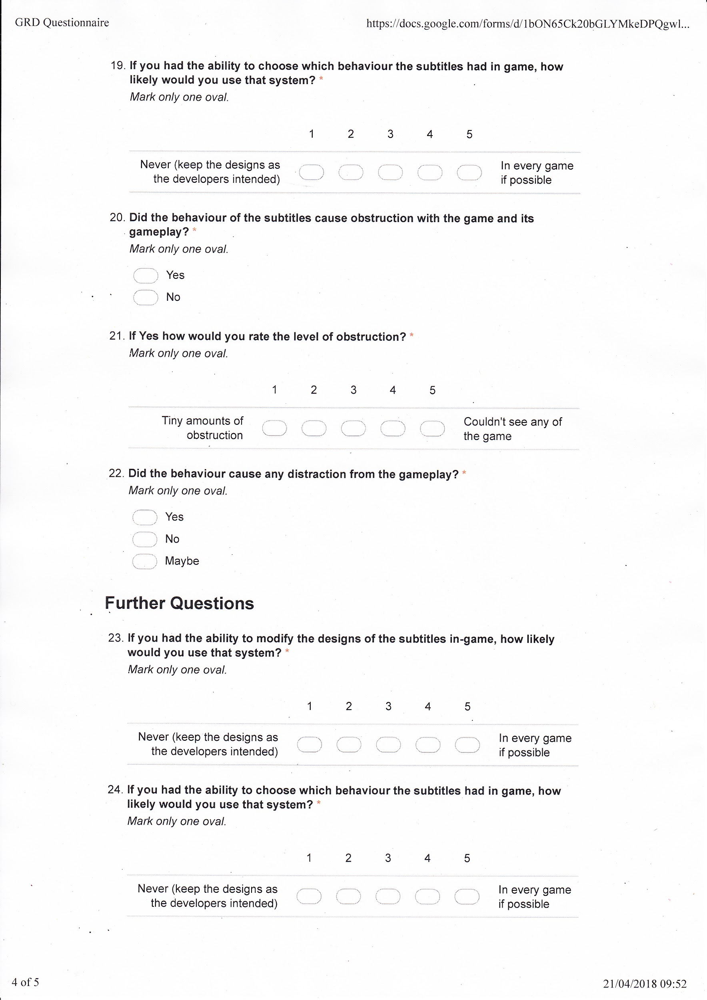 GRD Questionnaire
https://docs.google.com/forms/d/1bON65Ck20bGLYMkeDPQgwl...
19. If you had the ability to choose which behaviour the subtitles had in game, how
likely would you use that system? *
Mark only one oval.
1 2 3 4 5
Never (keep the designs as
the developers intended)
In every game
if possible
20. Did the behaviour of the subtitles cause obstruction with the game and its
gameplay? *
Mark only one oval.
Yes
No
21. If Yes how would you rate the level of obstruction? *
Mark only one oval.
1 2 3 4 5
Tiny amounts of
obstruction
Couldn't see any of
the game
22. Did the behaviour cause any distraction from the gameplay? *
Mark only one oval.
Yes
No
Maybe
Further Questions
23. If you had the ability to modify the designs of the subtitles in-game, how likely
would you use that system? *
Mark only one oval.
1 2 3 4 5
Never (keep the designs as
the developers intended)
In every game
if possible
24. If you had the ability to choose which behaviour the subtitles had in game, how
likely would you use that system? *
Mark only one oval.
1 2 3 4 5
Never (keep the designs as
the developers intended)
In every game
if possible
4 of 5
21/04/2018 09:52